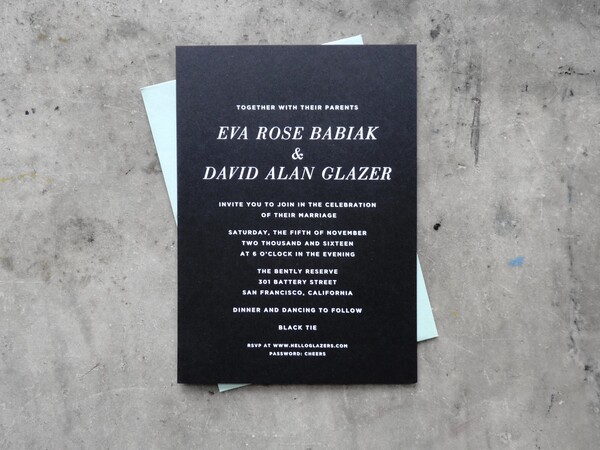 TOGETHER WITH THEIR PARENTS
EVA ROSE BABIAK
&
DAVID ALAN GLAZER
INVITE YOU TO JOIN IN THE CELEBRATION
OF THEIR MARRIAGE
SATURDAY, THE FIFTH OF NOVEMBER
TWO THOUSAND AND SIXTEEN
AT 6 O'CLOCK IN THE EVENING
THE BENTLY RESERVE
301 BATTERY STREET
SAN FRANCISCO, CALIFORNIA
DINNER AND DANCING TO FOLLOW
BLACK TIE
RSVP AT WWW.HELLOGLAZERS.COM
PASSWORD: CHEERS